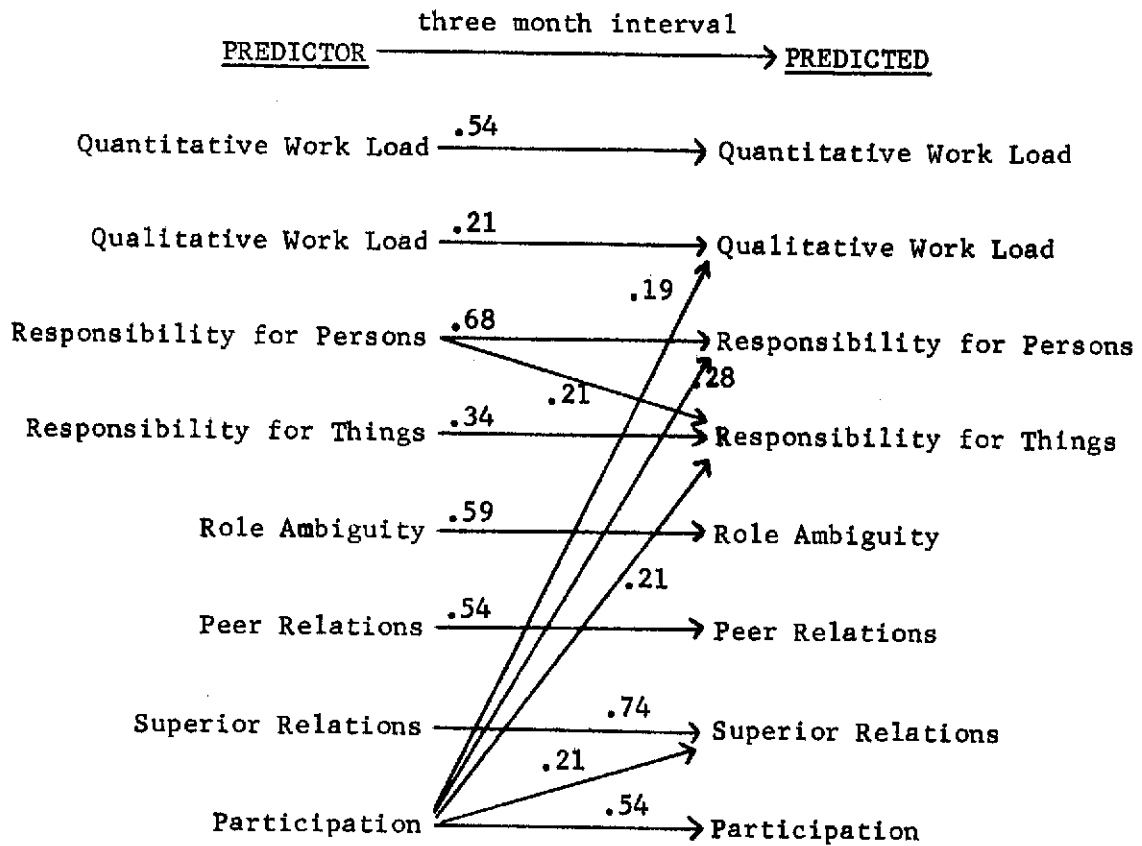 three month interval
PREDICTOR PREDICTED
.54
Quantitative Work Load Quantitative Work Load
.21
Qualitative Work Load Qualitative Work Load
.19
.68
Responsibility for Persons Responsibility for Persons
.21 .28
.34
Responsibility for Things Responsibility for Things
.59
Role Ambiguity Role Ambiguity
.21
.54
Peer Relations Peer Relations
.74
Superior Relations Superior Relations
.21
.54
Participation Participation